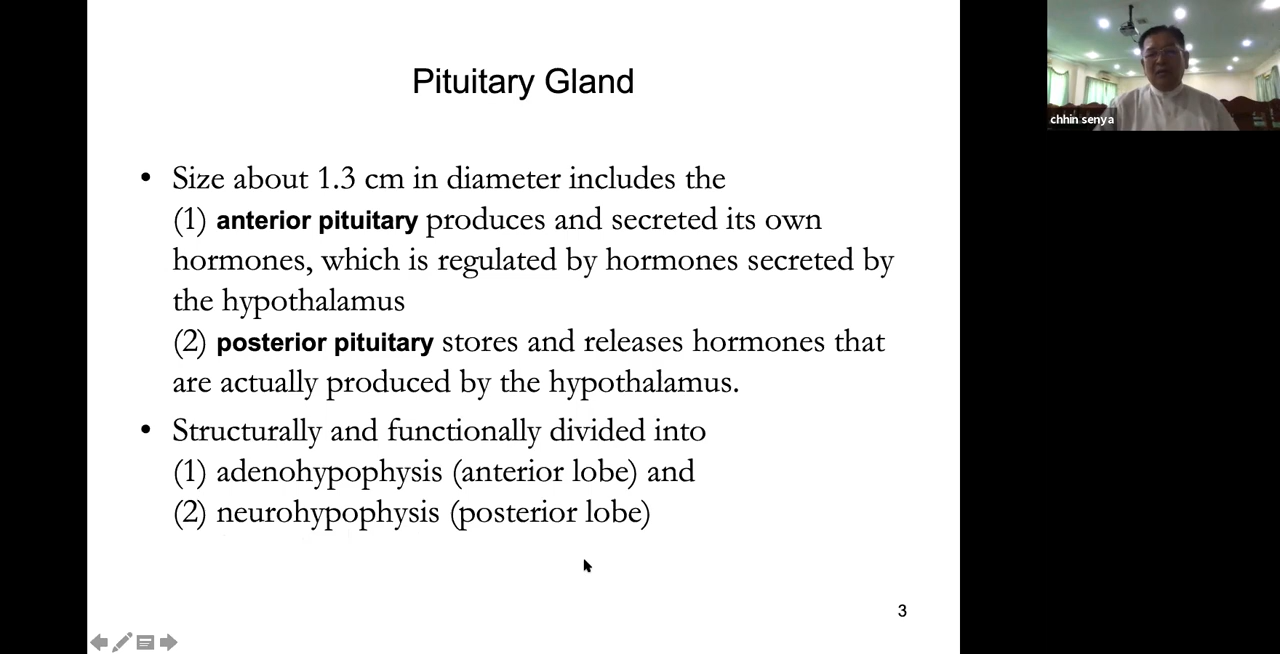 Pituitary Gland
• Size about 1.3 cm in diameter includes the
(1) anterior pituitary produces and secreted its own
hormones, which is regulated by hormones secreted by
the hypothalamus
(2) posterior pituitary stores and releases hormones that
are actually produced by the hypothalamus.
• Structurally and functionally divided into
(1) adenohypophysis (anterior lobe) and
(2) neurohypophysis (posterior lobe)
3
chhin senya